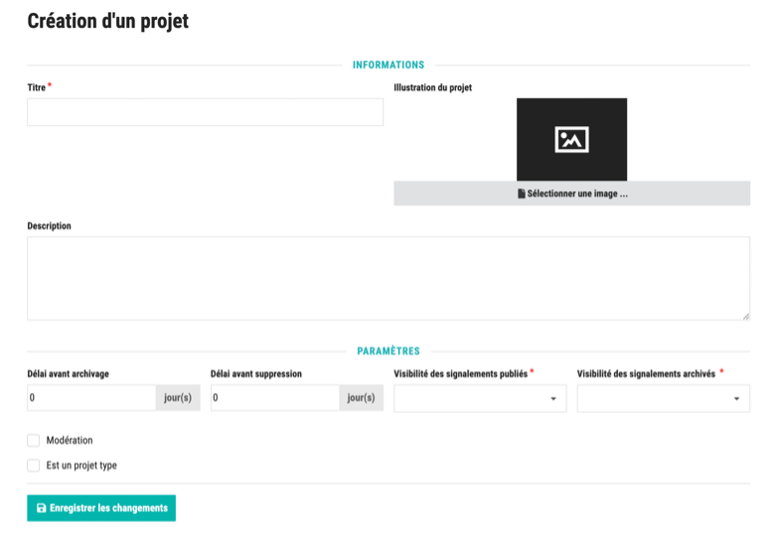 Création d'un projet
INFORMATIONS
Titre *
Illustration du projet
Sélectionner une image ...
Description
PARAMÈTRES
Délai avant archivage
Délai avant suppression
Visibilité des signalements publiés *
Visibilité des signalements archivés *
0 jour(s)
0 jour(s)
Modération
Est un projet type
Enregistrer les changements